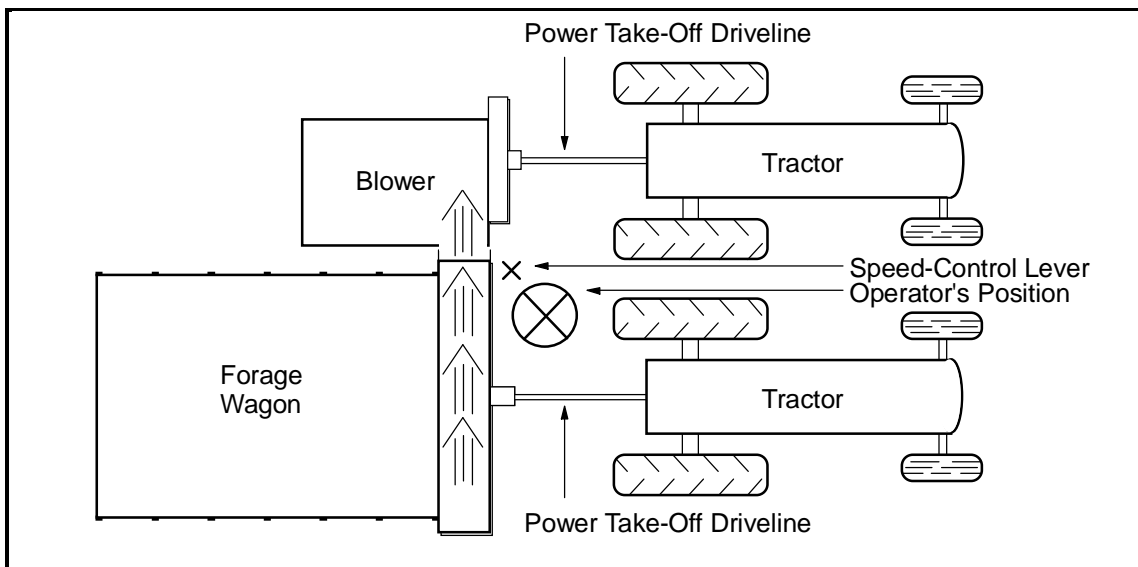 Power Take-Off Driveline
Blower
Tractor
Speed-Control Lever
Operator's Position
Forage
Wagon
Tractor
Power Take-Off Driveline